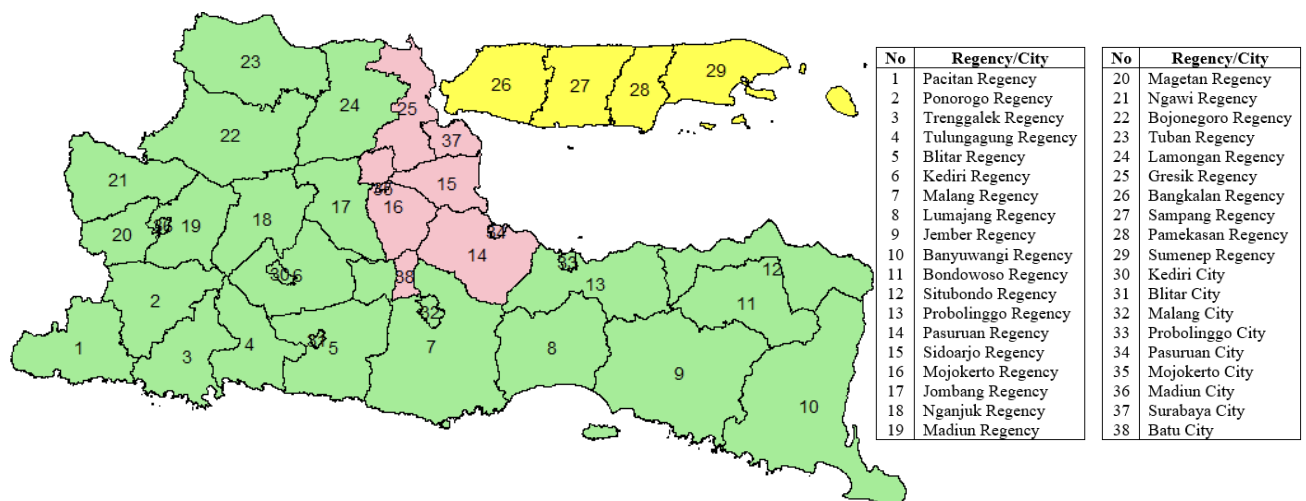 23
24
25
26
27
28
29
37
22
21
15
35
16
17
18
19
36
20
34
14
33
12
38
30
6
13
11
32
2
31
1
3
4
5
7
8
9
10
No Regency/City
1 Pacitan Regency
2 Ponorogo Regency
3 Trenggalek Regency
4 Tulungagung Regency
5 Blitar Regency
6 Kediri Regency
7 Malang Regency
8 Lumajang Regency
9 Jember Regency
10 Banyuwangi Regency
11 Bondowoso Regency
12 Situbondo Regency
13 Probolinggo Regency
14 Pasuruan Regency
15 Sidoarjo Regency
16 Mojokerto Regency
17 Jombang Regency
18 Nganjuk Regency
19 Madiun Regency
No Regency/City
20 Magetan Regency
21 Ngawi Regency
22 Bojonegoro Regency
23 Tuban Regency
24 Lamongan Regency
25 Gresik Regency
26 Bangkalan Regency
27 Sampang Regency
28 Pamekasan Regency
29 Sumenep Regency
30 Kediri City
31 Blitar City
32 Malang City
33 Probolinggo City
34 Pasuruan City
35 Mojokerto City
36 Madiun City
37 Surabaya City
38 Batu City